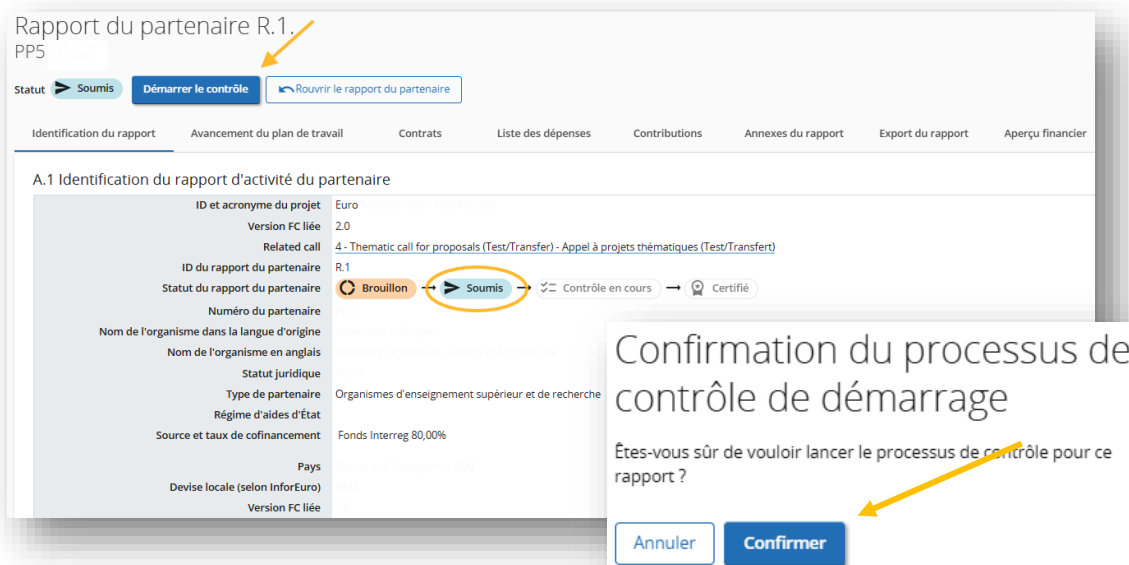 Rapport du partenaire R.1.
PP5
Statut Soumis Démarrer le contrôle Rouvrir le rapport du partenaire
Identification du rapport Avancement du plan de travail Contrats Liste des dépenses Contributions Annexes du rapport Export du rapport Aperçu financier
A.1 Identification du rapport d'activité du partenaire
ID et acronyme du projet Euro
Version FC liée 2.0
Related call 4 - Thematic call for proposals (Test/Transfer) - Appel à projets thématiques (Test/Transfert)
ID du rapport du partenaire R.1
Statut du rapport du partenaire Brouillon → Soumis → Contrôle en cours → Certifié
Numéro du partenaire
Nom de l'organisme dans la langue d'origine
Nom de l'organisme en anglais
Statut juridique
Type de partenaire Organismes d'enseignement supérieur et de recherche
Régime d'aides d'État
Source et taux de cofinancement Fonds Interreg 80,00%
Pays
Devise locale (selon InforEuro)
Version FC liée
Confirmation du processus de
contrôle de démarrage
Êtes-vous sûr de vouloir lancer le processus de contrôle pour ce
rapport ?
Annuler Confirmer